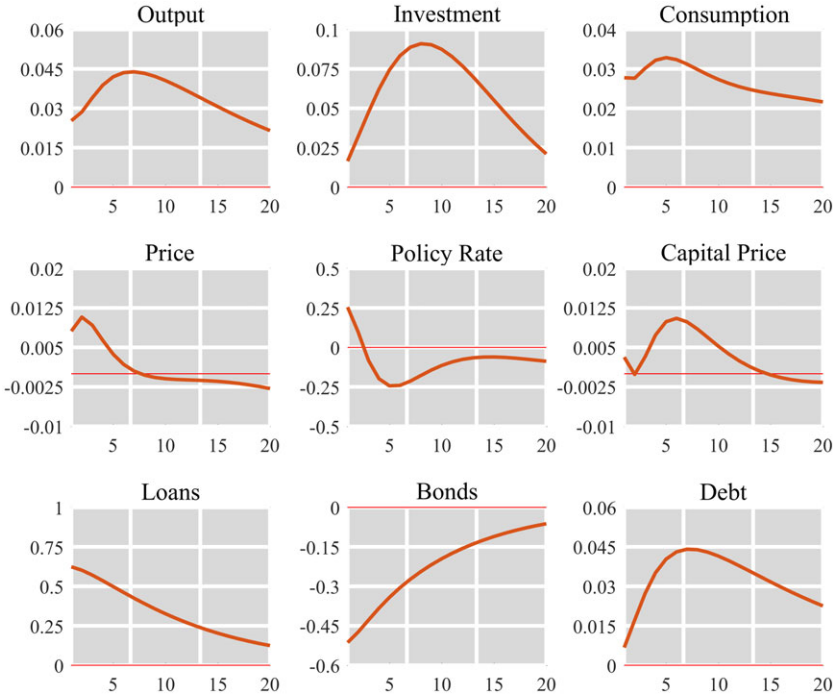 Output Investment Consumption
0.06 0.1 0.04
0.045 0.075 0.03
0.03 0.05 0.02
0.015 0.025 0.01
0 0 0
5 10 15 20 5 10 15 20 5 10 15 20
Price Policy Rate Capital Price
0.02 0.5 0.02
0.0125 0.25 0.0125
0.005 0 0.005
-0.0025 -0.25 -0.0025
-0.01 -0.5 -0.01
5 10 15 20 5 10 15 20 5 10 15 20
Loans Bonds Debt
1 0 0.06
0.75 -0.15 0.045
0.5 -0.3 0.03
0.25 -0.45 0.015
0 -0.6 0
5 10 15 20 5 10 15 20 5 10 15 20